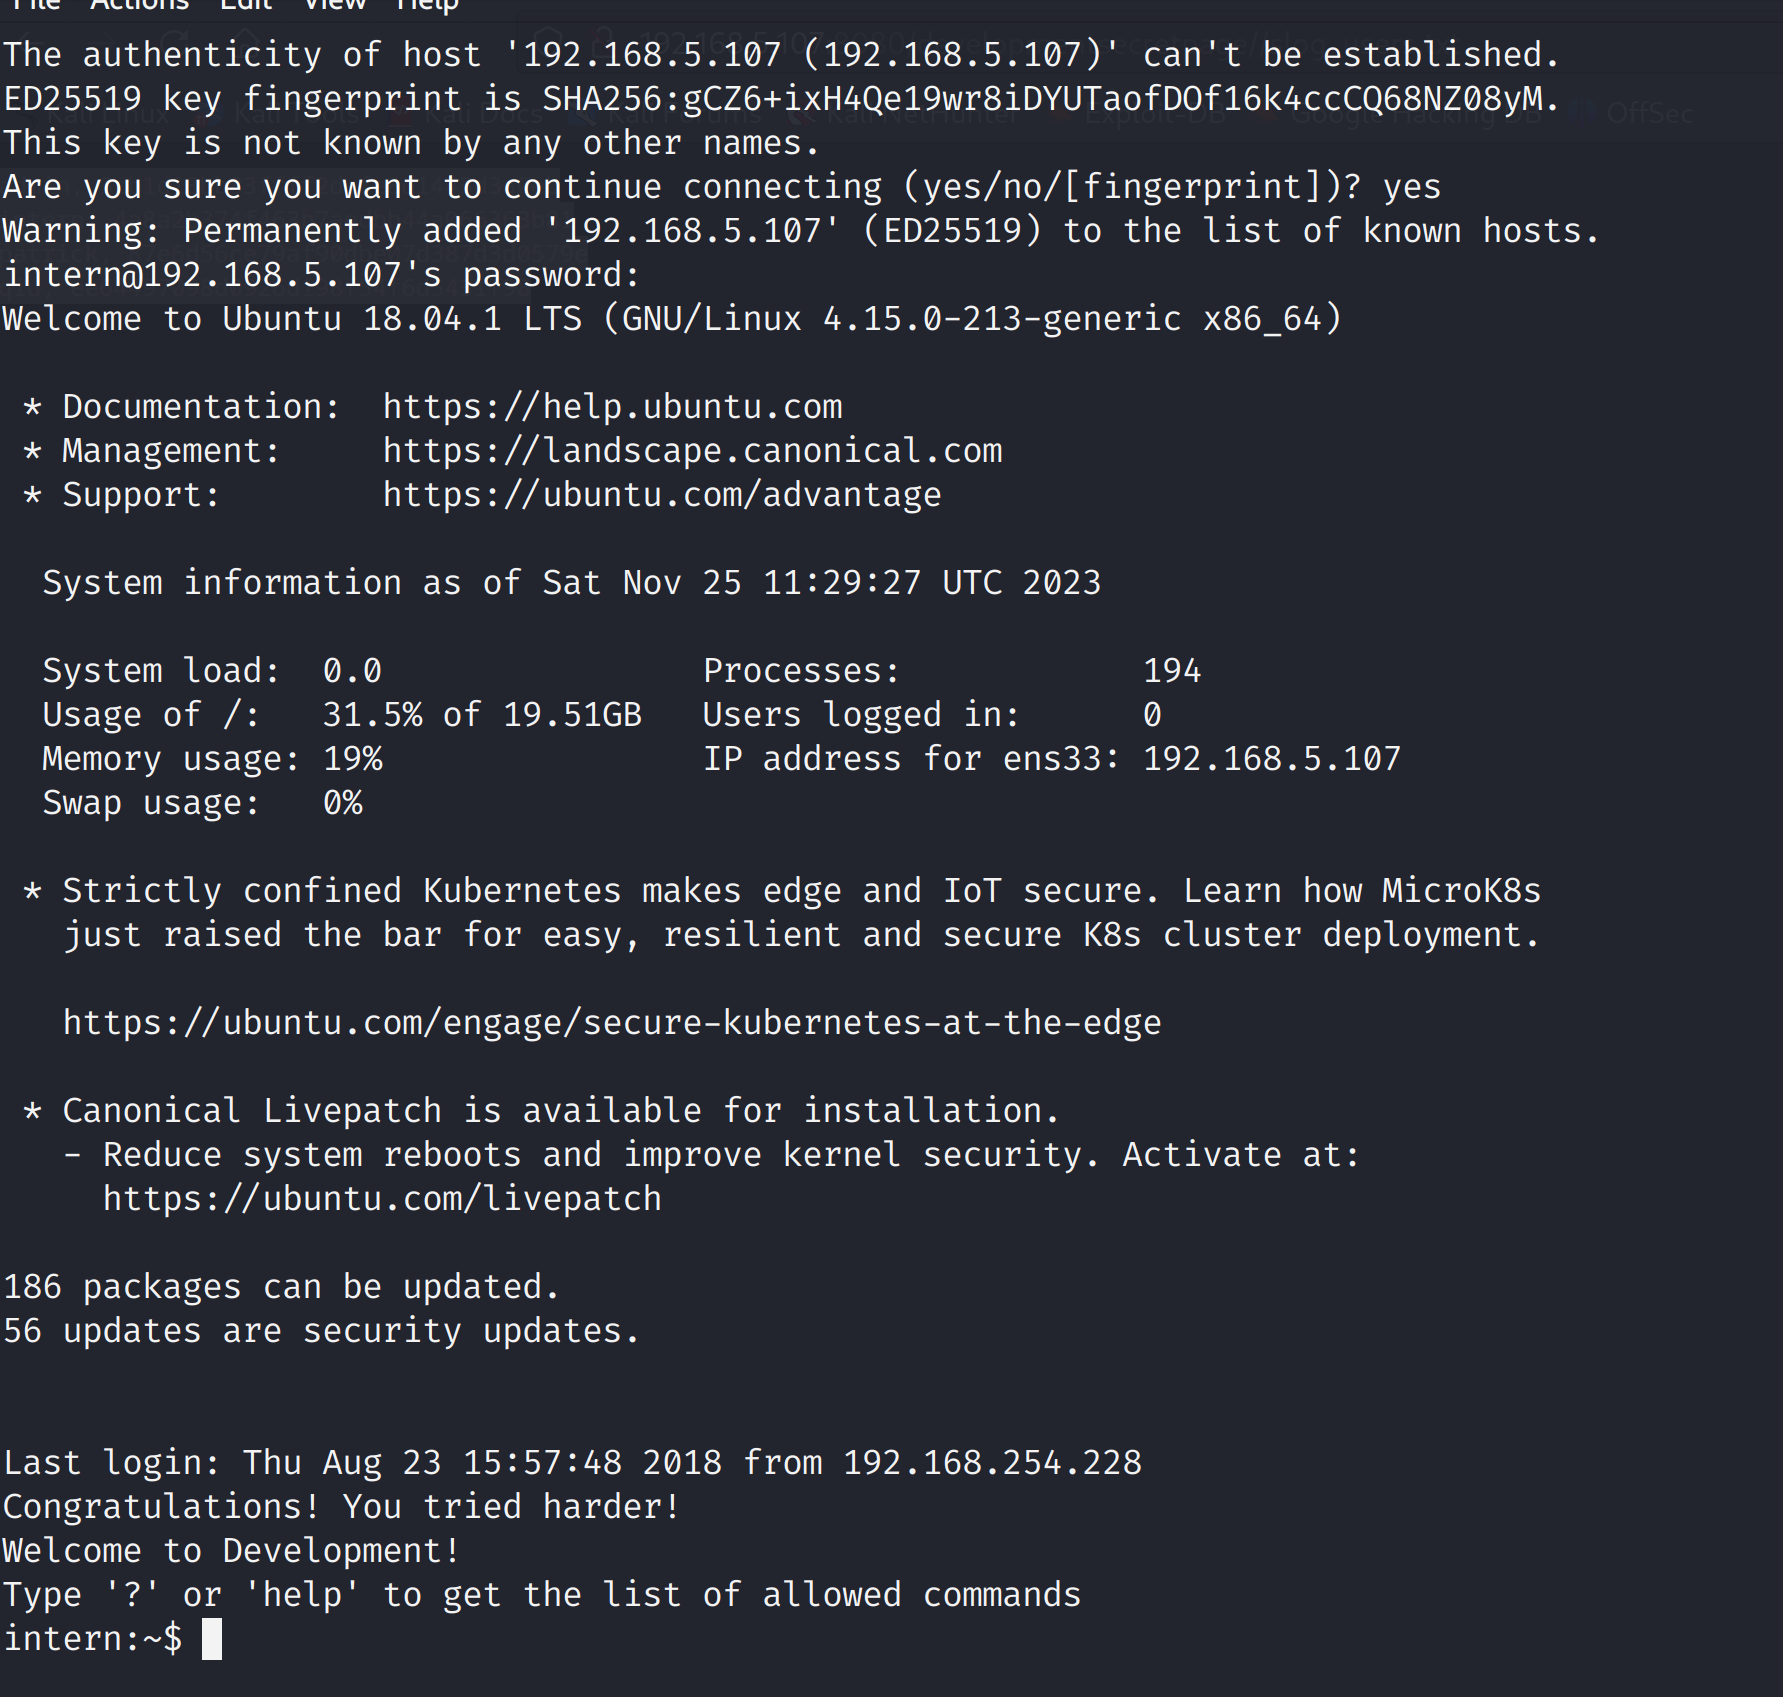 File Actions Edit View Help
The authenticity of host '192.168.5.107 (192.168.5.107)' can't be established.
ED25519 key fingerprint is SHA256:gCZ6+ixH4Qe19wr8iDYUTaofDOf16k4ccCQ68NZ08yM.
This key is not known by any other names.
Are you sure you want to continue connecting (yes/no/[fingerprint])? yes
Warning: Permanently added '192.168.5.107' (ED25519) to the list of known hosts.
intern@192.168.5.107's password:
Welcome to Ubuntu 18.04.1 LTS (GNU/Linux 4.15.0-213-generic x86_64)

 * Documentation:  https://help.ubuntu.com
 * Management:     https://landscape.canonical.com
 * Support:        https://ubuntu.com/advantage

  System information as of Sat Nov 25 11:29:27 UTC 2023

  System load:  0.0                Processes:            194
  Usage of /:   31.5% of 19.51GB   Users logged in:      0
  Memory usage: 19%                IP address for ens33: 192.168.5.107
  Swap usage:   0%

 * Strictly confined Kubernetes makes edge and IoT secure. Learn how MicroK8s
   just raised the bar for easy, resilient and secure K8s cluster deployment.

   https://ubuntu.com/engage/secure-kubernetes-at-the-edge

 * Canonical Livepatch is available for installation.
   - Reduce system reboots and improve kernel security. Activate at:
     https://ubuntu.com/livepatch

186 packages can be updated.
56 updates are security updates.

Last login: Thu Aug 23 15:57:48 2018 from 192.168.254.228
Congratulations! You tried harder!
Welcome to Development!
Type '?' or 'help' to get the list of allowed commands
intern:~$